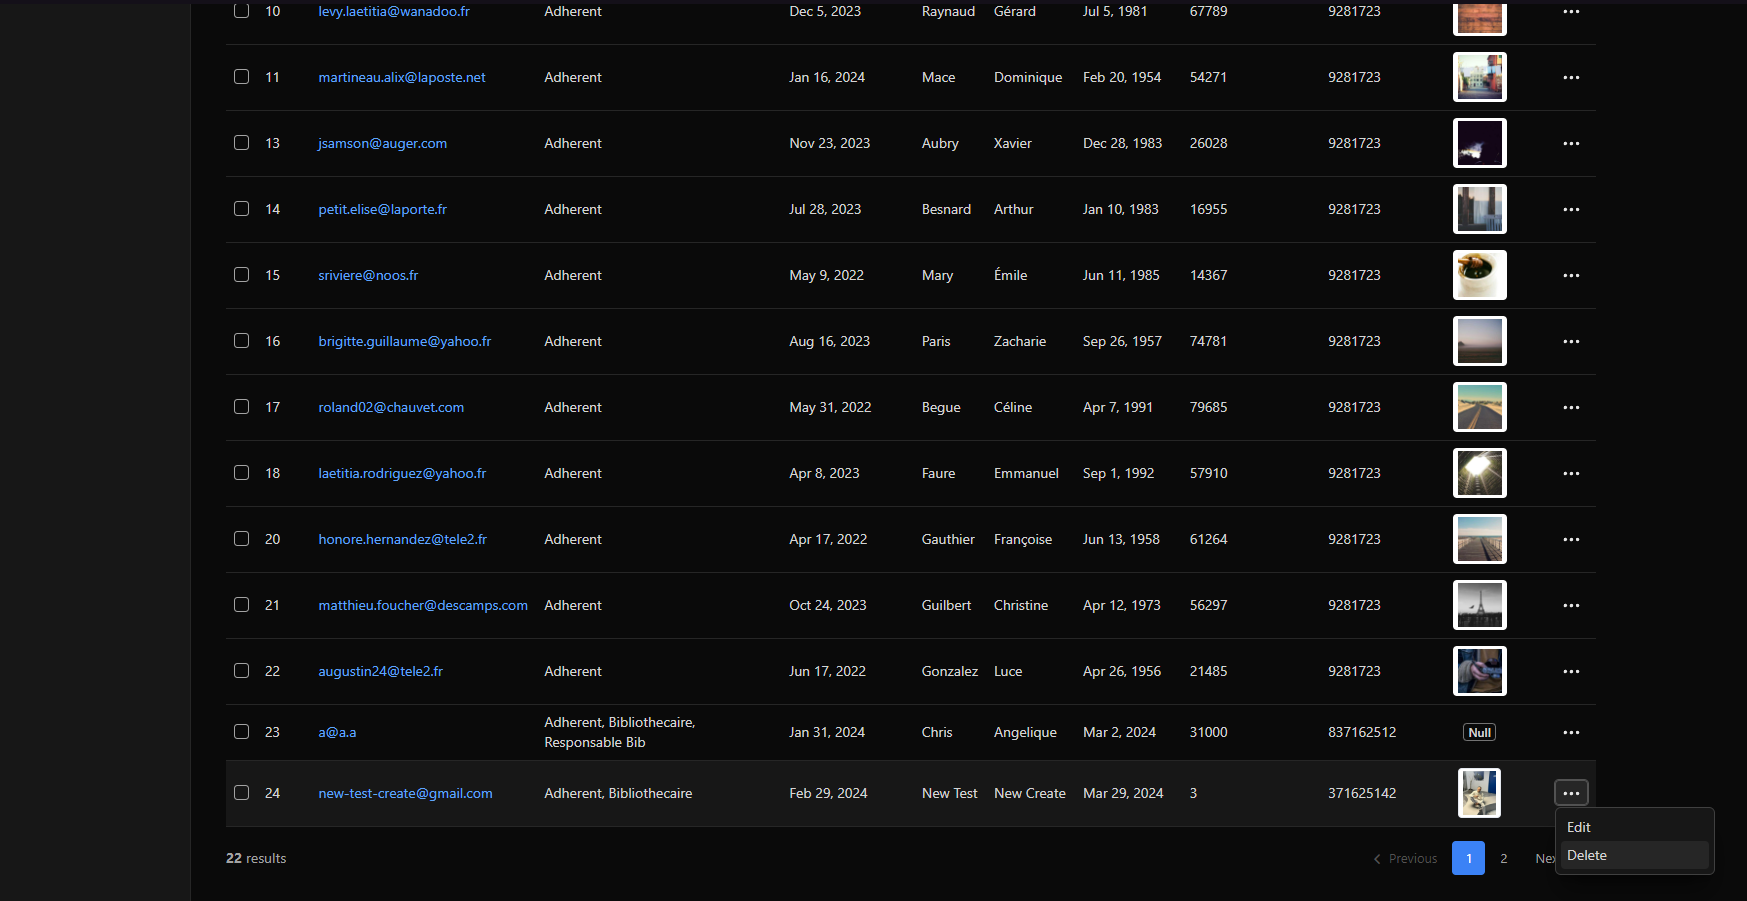 10 levy.laetitia@wanadoo.fr Adherent Dec 5, 2023 Raynaud Gérard Jul 5, 1981 67789 9281723
11 martineau.alix@laposte.net Adherent Jan 16, 2024 Mace Dominique Feb 20, 1954 54271 9281723
13 jsamson@auger.com Adherent Nov 23, 2023 Aubry Xavier Dec 28, 1983 26028 9281723
14 petit.elise@laporte.fr Adherent Jul 28, 2023 Besnard Arthur Jan 10, 1983 16955 9281723
15 sriviere@noos.fr Adherent May 9, 2022 Mary Émile Jun 11, 1985 14367 9281723
16 brigitte.guillaume@yahoo.fr Adherent Aug 16, 2023 Paris Zacharie Sep 26, 1957 74781 9281723
17 roland02@chauvet.com Adherent May 31, 2022 Begue Céline Apr 7, 1991 79685 9281723
18 laetitia.rodriguez@yahoo.fr Adherent Apr 8, 2023 Faure Emmanuel Sep 1, 1992 57910 9281723
20 honore.hernandez@tele2.fr Adherent Apr 17, 2022 Gauthier Françoise Jun 13, 1958 61264 9281723
21 matthieu.foucher@descamps.com Adherent Oct 24, 2023 Guilbert Christine Apr 12, 1973 56297 9281723
22 augustin24@tele2.fr Adherent Jun 17, 2022 Gonzalez Luce Apr 26, 1956 21485 9281723
23 a@a.a Adherent, Bibliothecaire, Responsable Bib Jan 31, 2024 Chris Angelique Mar 2, 2024 31000 837162512 Null
24 new-test-create@gmail.com Adherent, Bibliothecaire Feb 29, 2024 New Test New Create Mar 29, 2024 3 371625142
Edit
Delete
22 results Previous 1 2